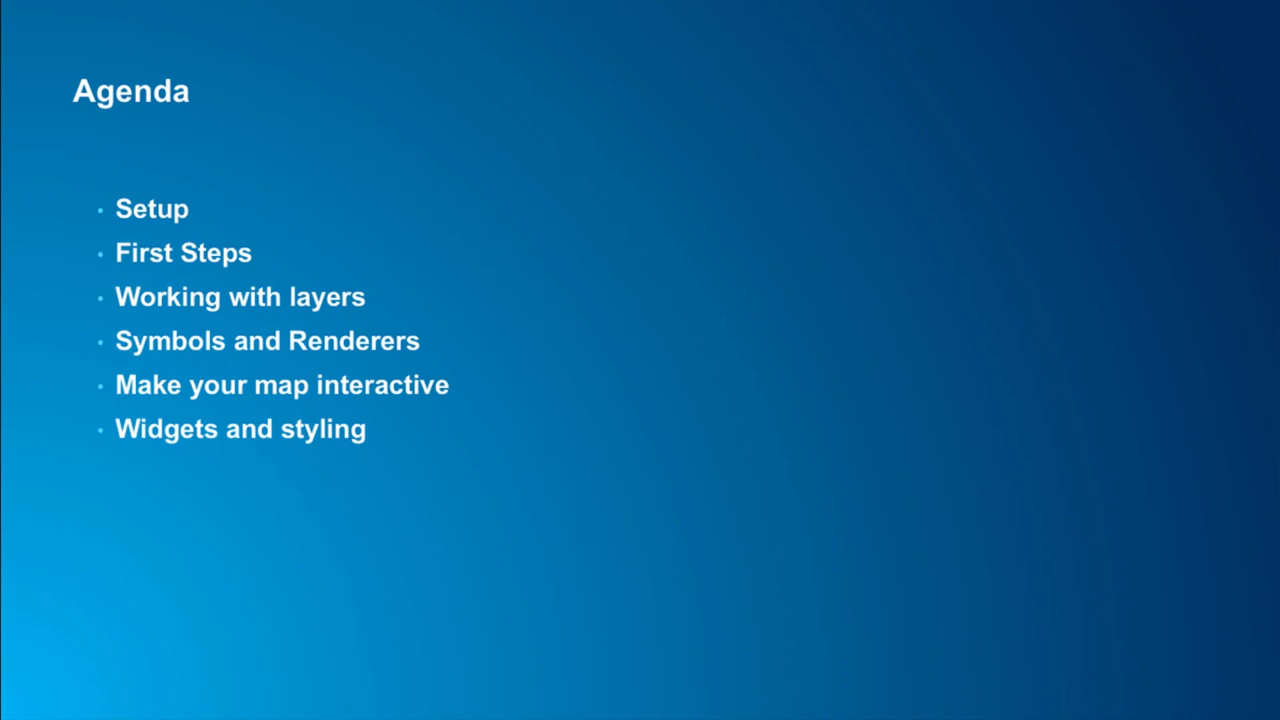 Agenda
• Setup
• First Steps
• Working with layers
• Symbols and Renderers
• Make your map interactive
• Widgets and styling